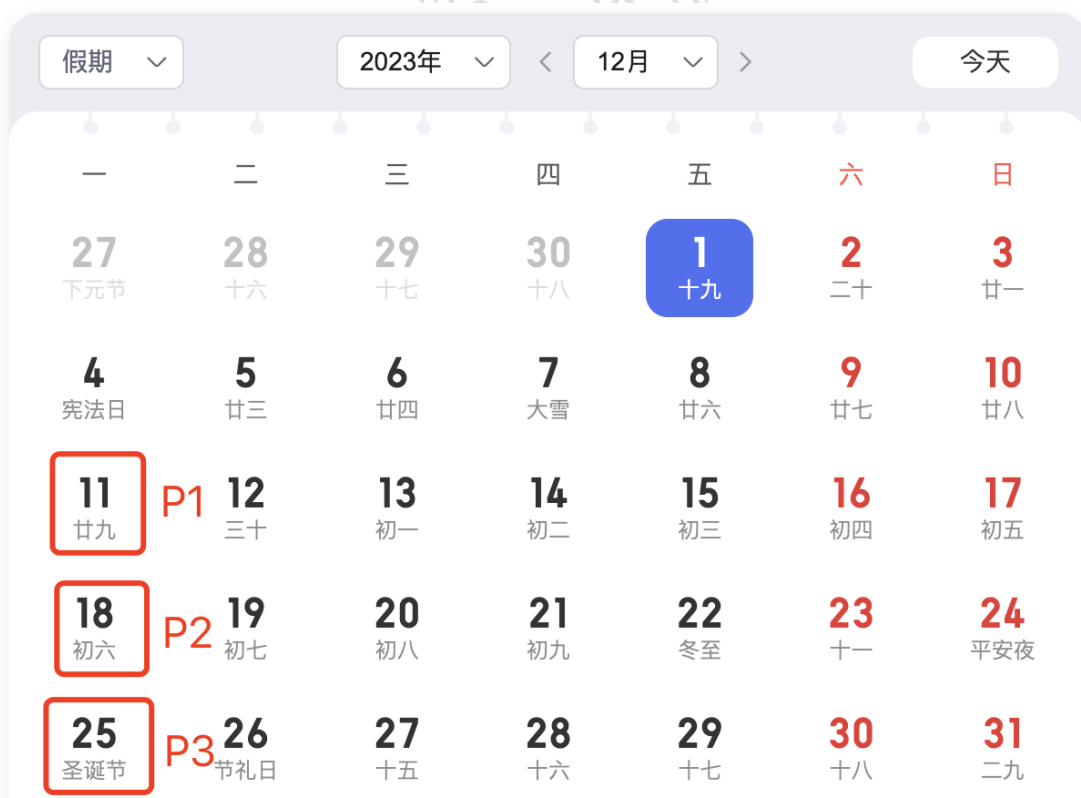 假期 2023年 12月 今天
一 二 三 四 五 六 日
27 28 29 30 1 2 3
下元节 十六 十七 十八 十九 二十 廿一
4 5 6 7 8 9 10
宪法日 廿三 廿四 大雪 廿六 廿七 廿八
11 P1 12 13 14 15 16 17
廿九 三十 初一 初二 初三 初四 初五
18 P2 19 20 21 22 23 24
初六 初七 初八 初九 冬至 十一 平安夜
25 P3 26 27 28 29 30 31
圣诞节 节礼日 十五 十六 十七 十八 二九